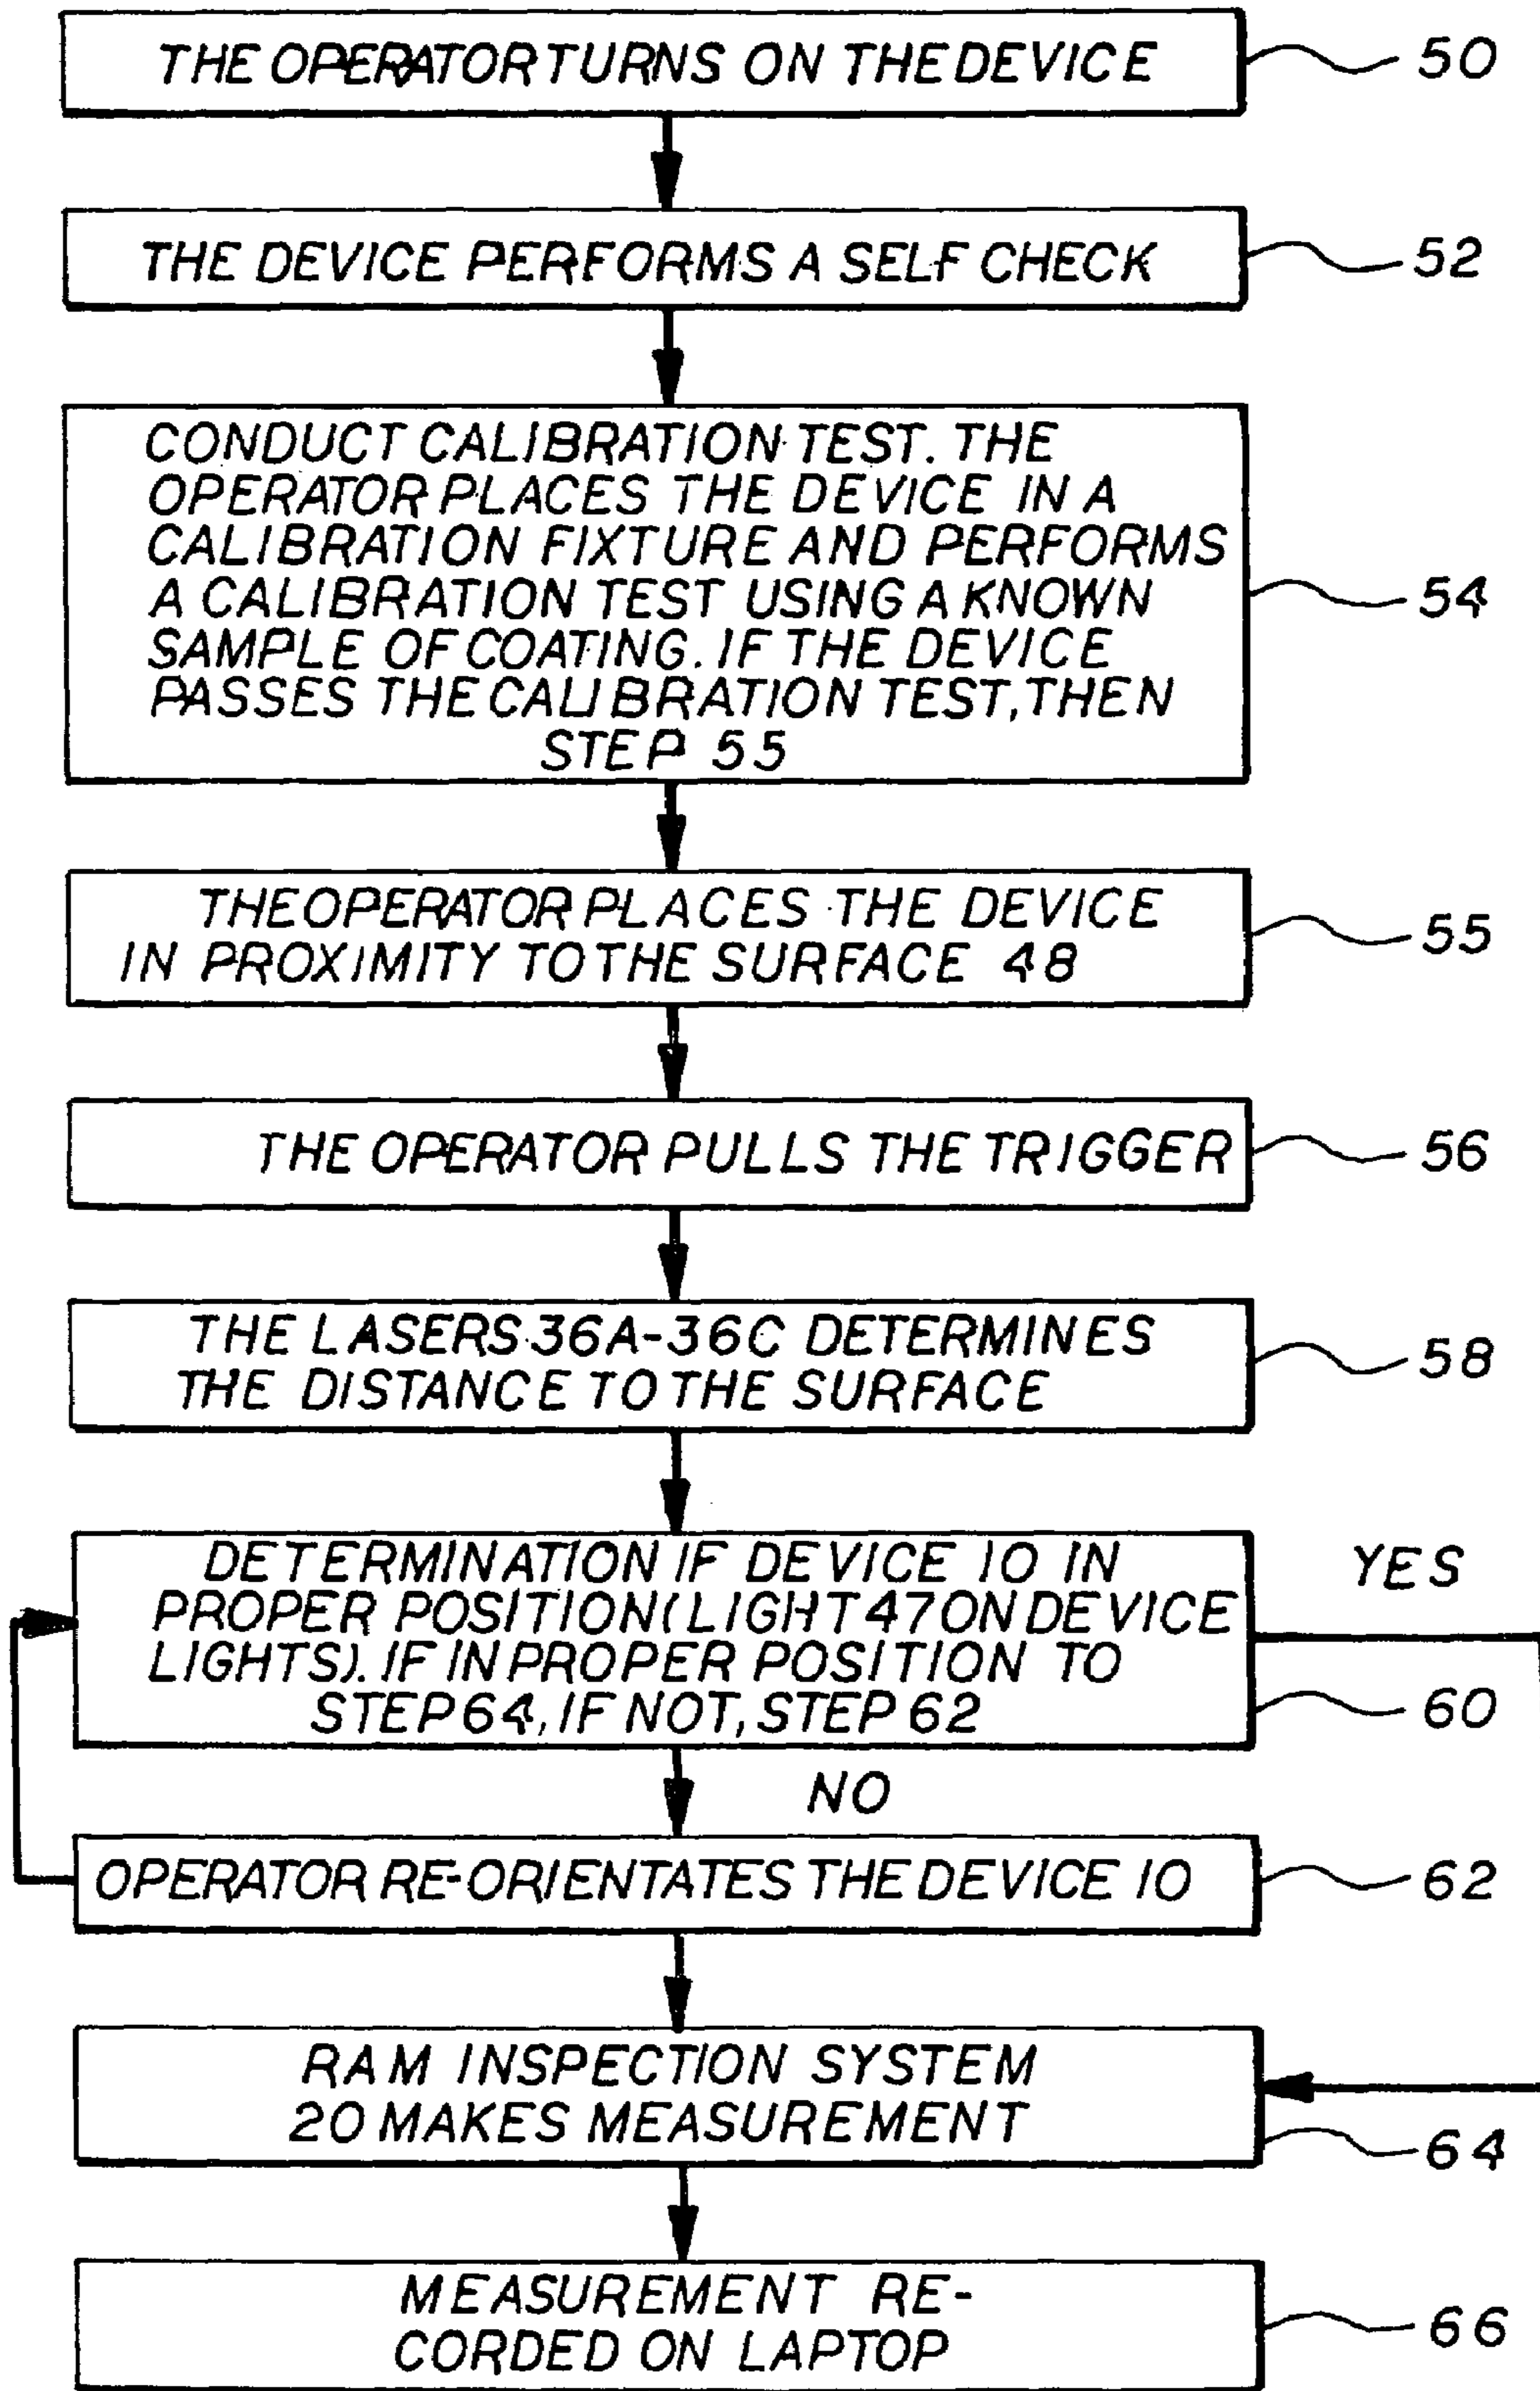 THE OPERATOR TURNS ON THE DEVICE
50
THE DEVICE PERFORMS A SELF CHECK
52
CONDUCT CALIBRATION TEST. THE
OPERATOR PLACES THE DEVICE IN A
CALIBRATION FIXTURE AND PERFORMS
A CALIBRATION TEST USING A KNOWN
SAMPLE OF COATING. IF THE DEVICE
PASSES THE CALIBRATION TEST, THEN
STEP 55
54
THE OPERATOR PLACES THE DEVICE
IN PROXIMITY TO THE SURFACE 48
55
THE OPERATOR PULLS THE TRIGGER
56
THE LASERS 36A-36C DETERMINES
THE DISTANCE TO THE SURFACE
58
DETERMINATION IF DEVICE 10 IN
PROPER POSITION (LIGHT 47 ON DEVICE
LIGHTS). IF IN PROPER POSITION TO
STEP 64, IF NOT, STEP 62
YES
60
NO
OPERATOR RE-ORIENTATES THE DEVICE 10
62
RAM INSPECTION SYSTEM
20 MAKES MEASUREMENT
64
MEASUREMENT RE-
CORDED ON LAPTOP
66